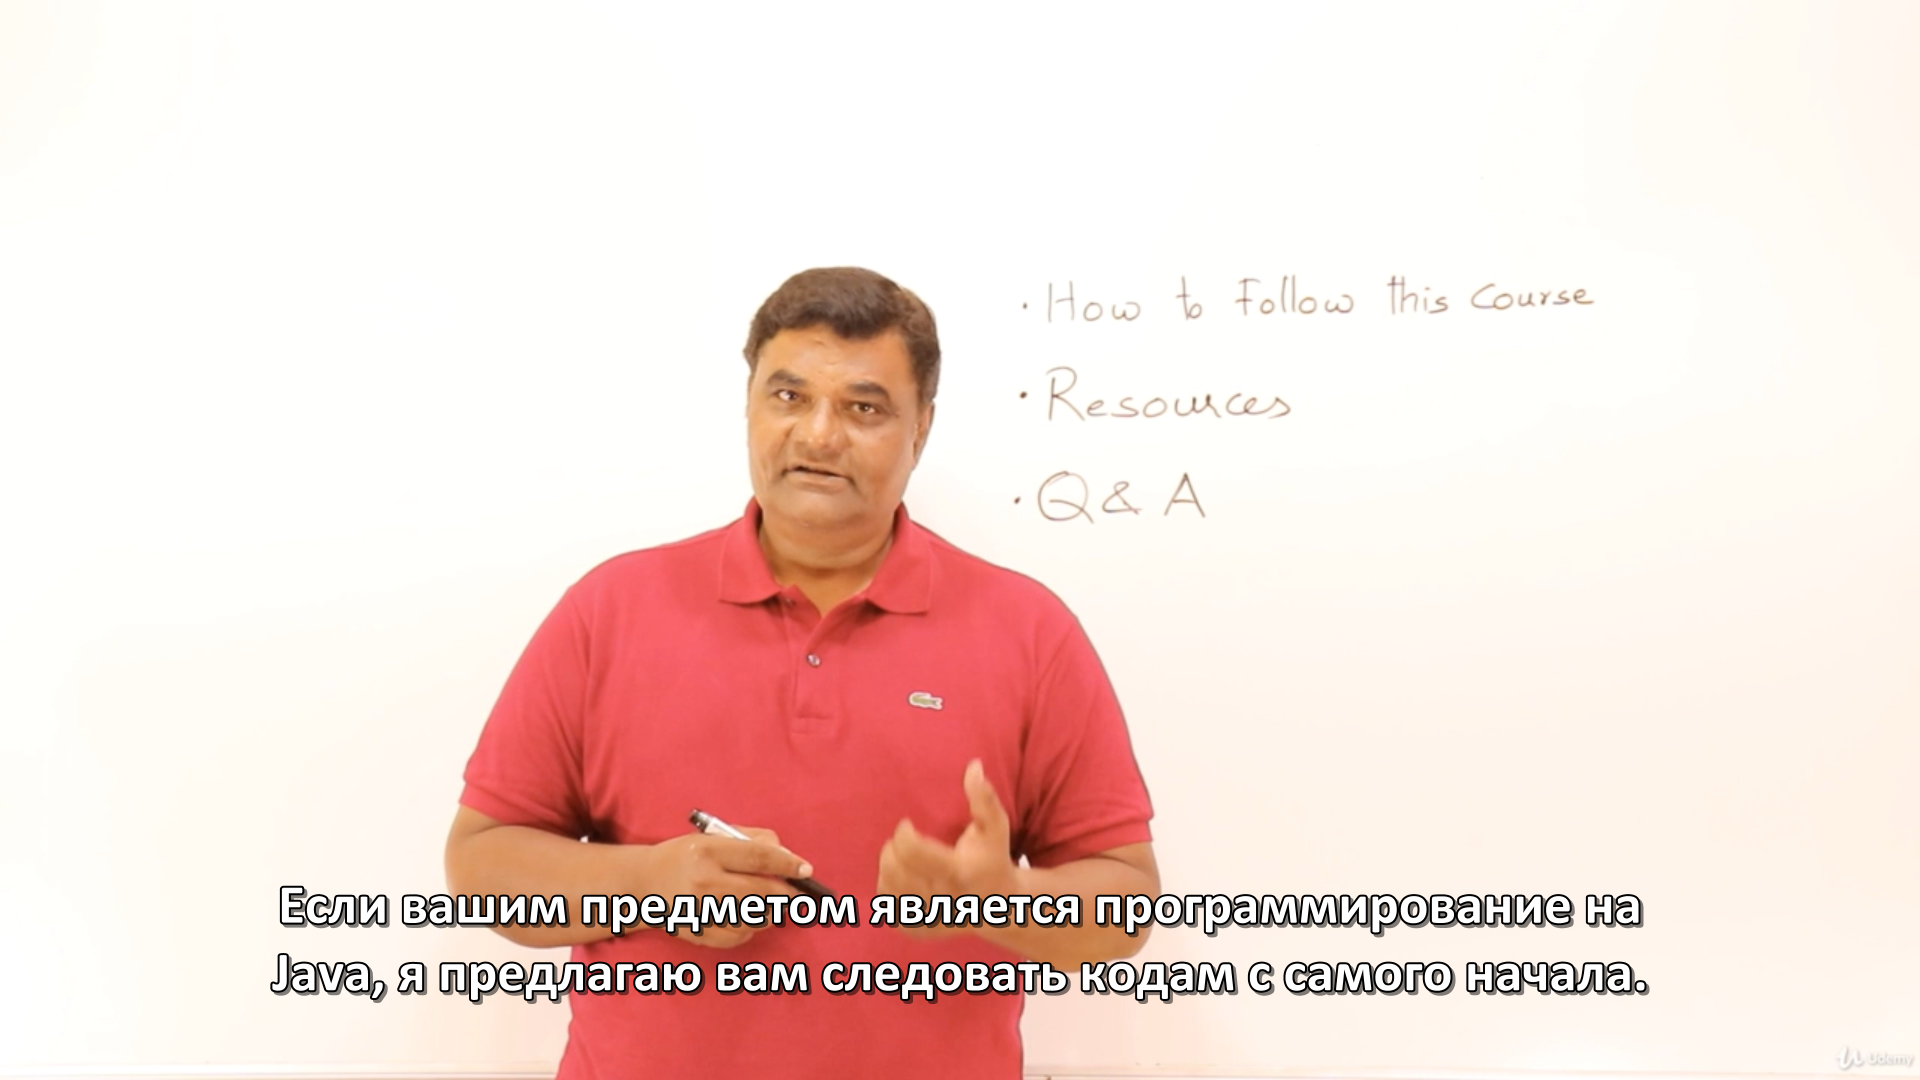 · How to Follow this Course
· Resources
· Q & A
Если вашим предметом является программирование на
Java, я предлагаю вам следовать кодам с самого начала.
Udemy